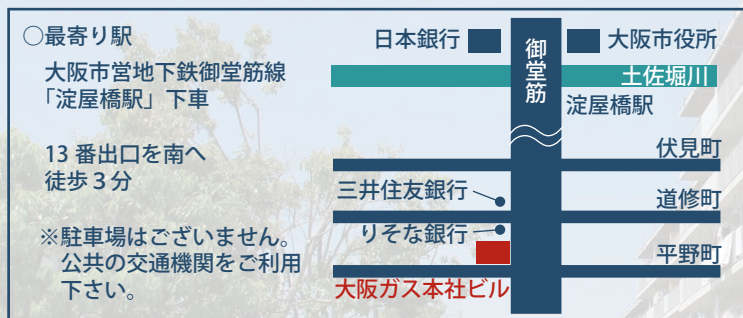 ○最寄り駅
大阪市営地下鉄御堂筋線
「淀屋橋駅」下車
13 番出口を南へ
徒歩 3 分
※駐車場はございません。
公共の交通機関をご利用
下さい。
日本銀行
御堂筋
大阪市役所
土佐堀川
淀屋橋駅
伏見町
三井住友銀行
道修町
りそな銀行
平野町
大阪ガス本社ビル